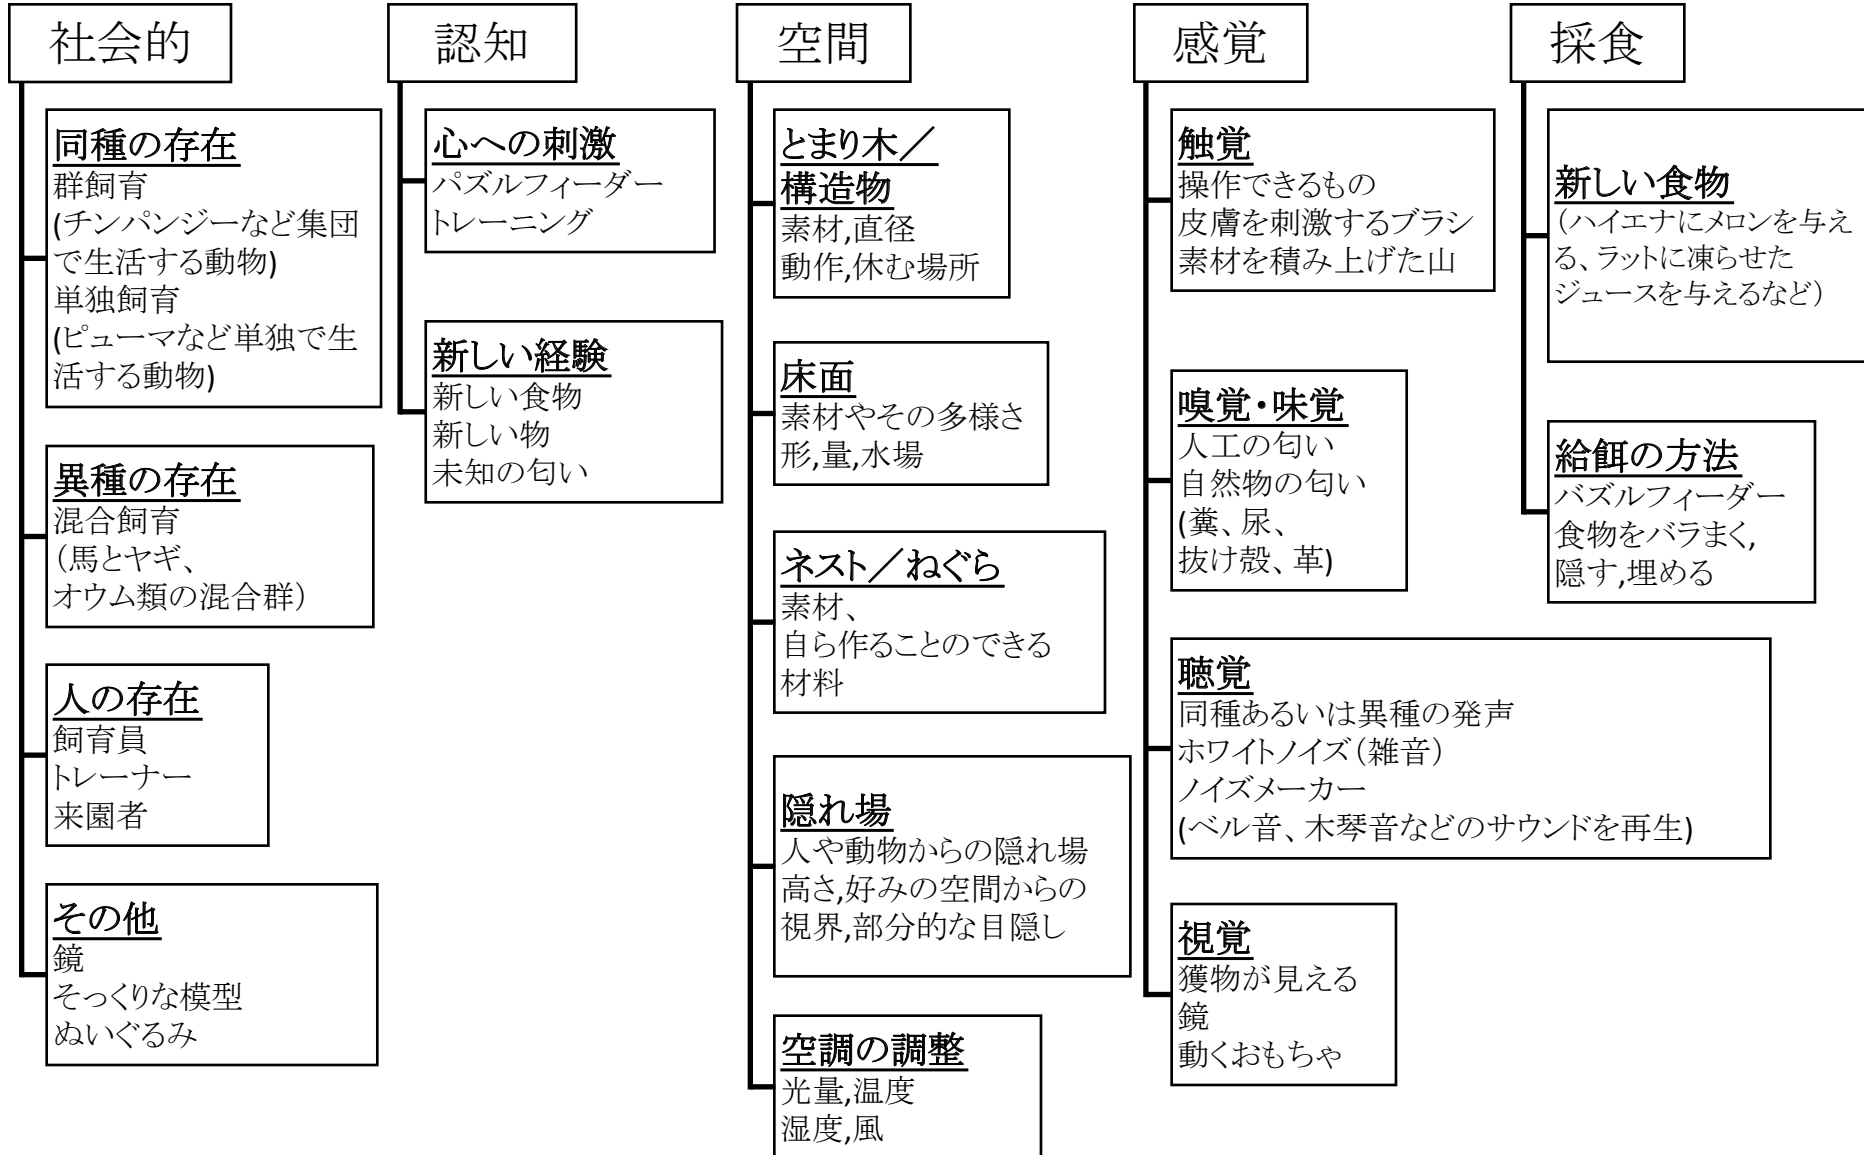 社会的
同種の存在
群飼育
(チンパンジーなど集団
で生活する動物)
単独飼育
(ピューマなど単独で生
活する動物)
異種の存在
混合飼育
（馬とヤギ、
オウム類の混合群）
人の存在
飼育員
トレーナー
来園者
その他
鏡
そっくりな模型
ぬいぐるみ
認知
心への刺激
パズルフィーダー
トレーニング
新しい経験
新しい食物
新しい物
未知の匂い
空間
とまり木／
構造物
素材,直径
動作,休む場所
床面
素材やその多様さ
形,量,水場
ネスト／ねぐら
素材、
自ら作ることのできる
材料
隠れ場
人や動物からの隠れ場
高さ,好みの空間からの
視界,部分的な目隠し
空調の調整
光量,温度
湿度,風
感覚
触覚
操作できるもの
皮膚を刺激するブラシ
素材を積み上げた山
嗅覚・味覚
人工の匂い
自然物の匂い
(糞、尿、
抜け殻、革)
聴覚
同種あるいは異種の発声
ホワイトノイズ（雑音）
ノイズメーカー
(ベル音、木琴音などのサウンドを再生)
視覚
獲物が見える
鏡
動くおもちゃ
採食
新しい食物
（ハイエナにメロンを与え
る、ラットに凍らせた
ジュースを与えるなど）
給餌の方法
バズルフィーダー
食物をバラまく,
隠す,埋める